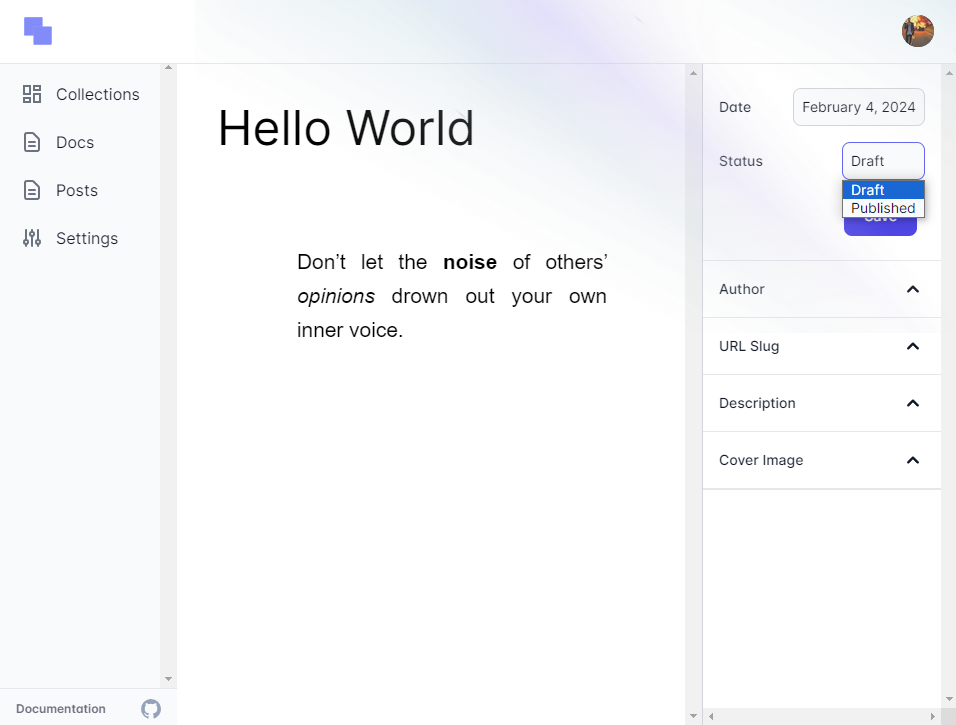 Collections
Docs
Posts
Settings
Documentation
Hello World
Don’t let the noise of others’
opinions drown out your own
inner voice.
Date
February 4, 2024
Status
Draft
Draft
Published
Save
Author
URL Slug
Description
Cover Image